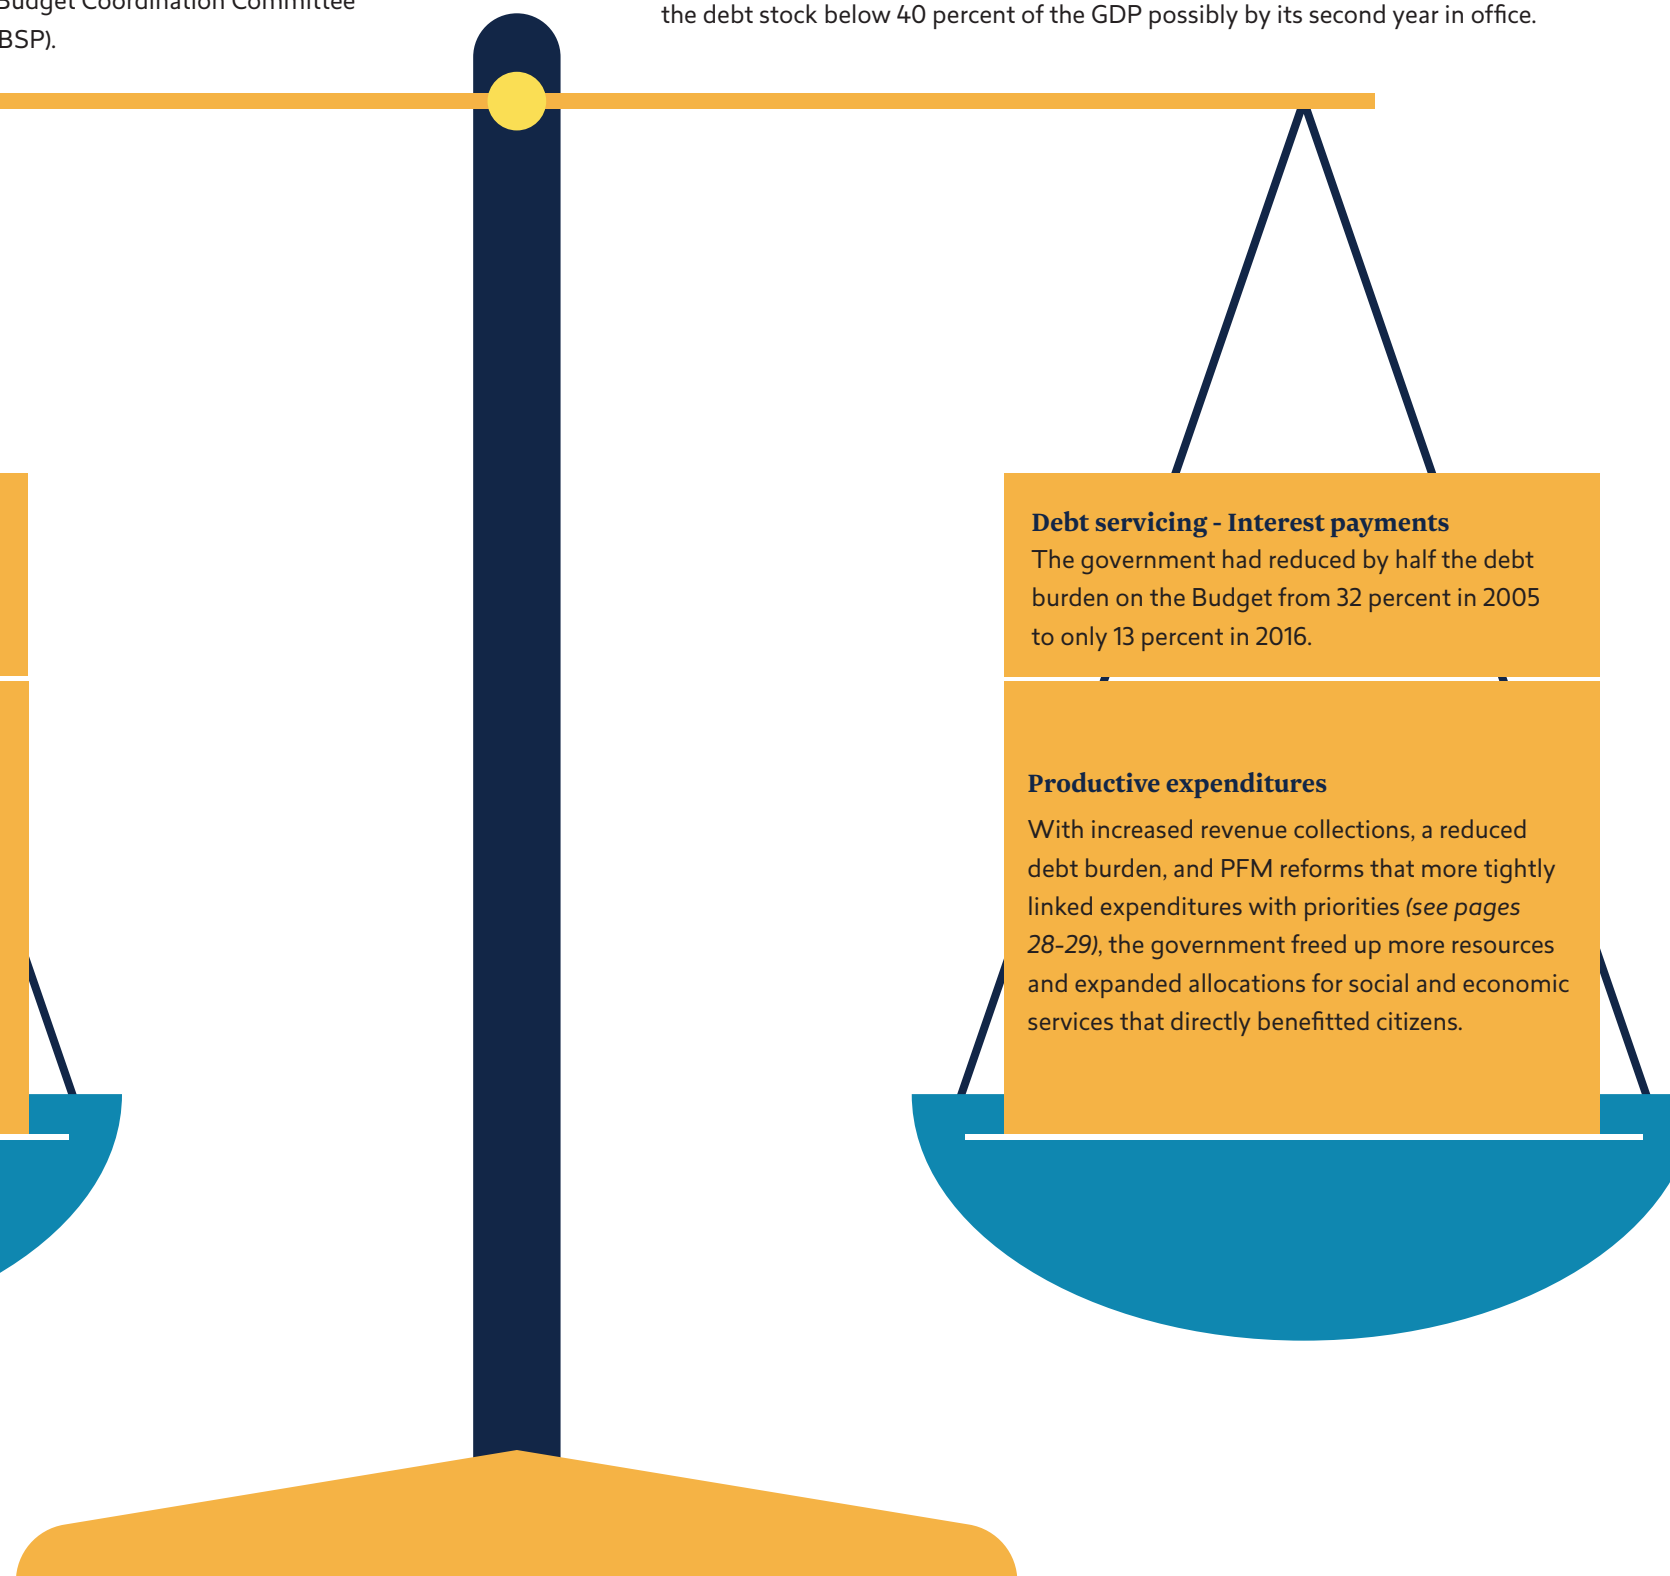 Budget Coordination Committee
BSP).
the debt stock below 40 percent of the GDP possibly by its second year in office.
Debt servicing - Interest payments
The government had reduced by half the debt
burden on the Budget from 32 percent in 2005
to only 13 percent in 2016.
Productive expenditures
With increased revenue collections, a reduced
debt burden, and PFM reforms that more tightly
linked expenditures with priorities (see pages
28-29), the government freed up more resources
and expanded allocations for social and economic
services that directly benefitted citizens.